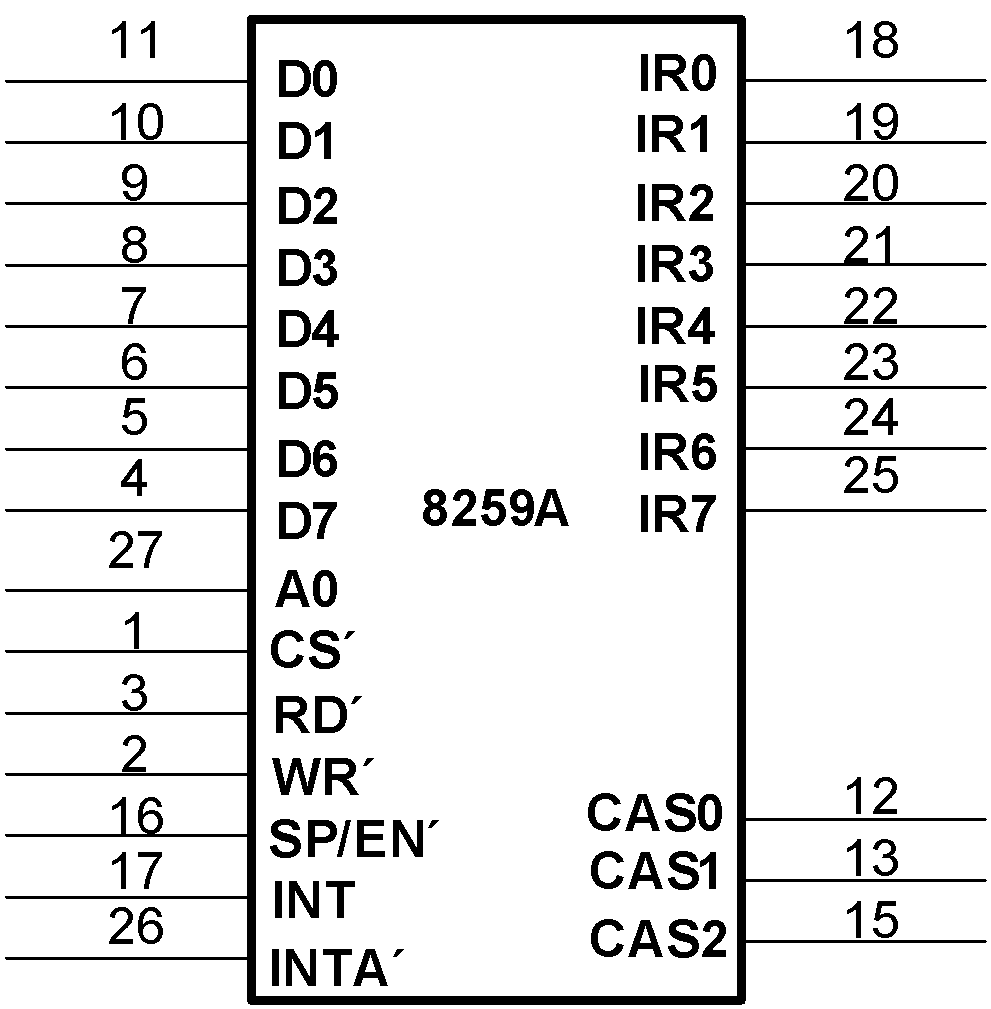 11 D0 IR0 18
10 D1 IR1 19
9 D2 IR2 20
8 D3 IR3 21
7 D4 IR4 22
6 D5 IR5 23
5 D6 IR6 24
4 D7 8259A IR7 25
27 A0
1 CS´
3 RD´
2 WR´ CAS0 12
16 SP/EN´ CAS1 13
17 INT CAS2 15
26 INTA´